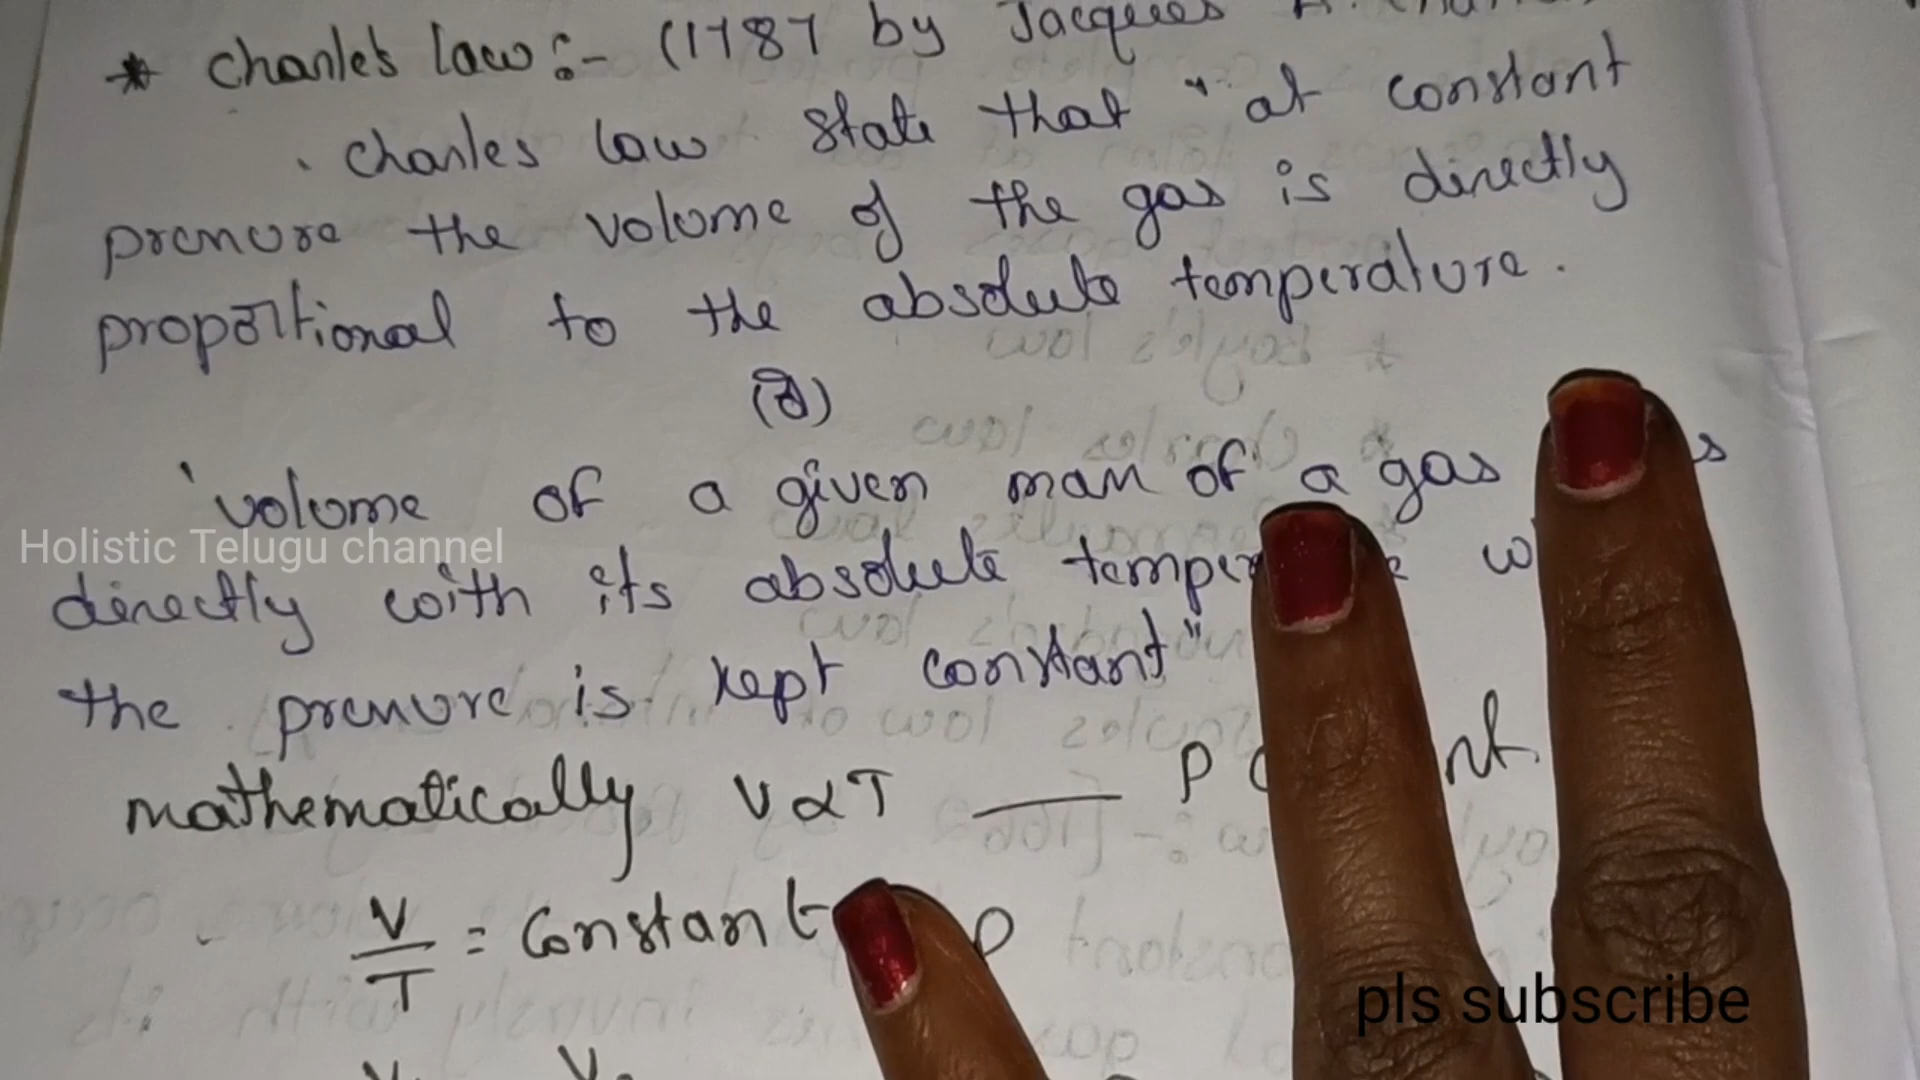 * Charle's law :- (1787 by Jacques A.
Charles law state that " at constant
pressure the volume of the gas is directly
proportional to the absolute temperature.
(లే)
'volume of a given mass of a gas
directly with its absolute
the pressure is kept constant"
mathematically V ∝ T — P
V/T = Constant P
Holistic Telugu channel
pls subscribe